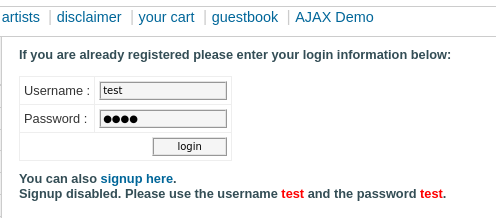 artists | disclaimer | your cart | guestbook | AJAX Demo
If you are already registered please enter your login information below:
Username : test
Password : ●●●●
login
You can also signup here.
Signup disabled. Please use the username test and the password test.